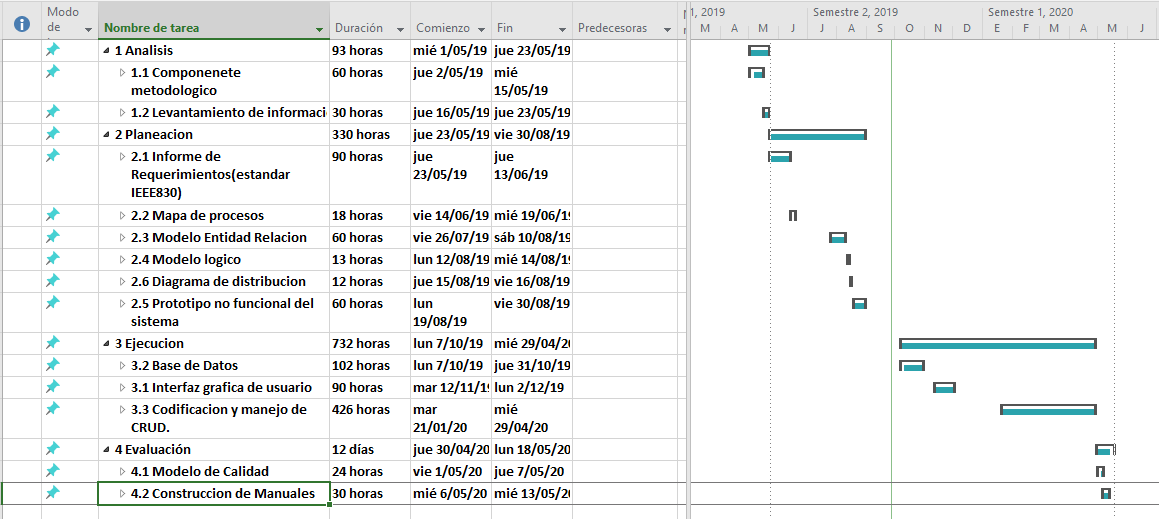 Modo de
Nombre de tarea
Duración
Comienzo
Fin
Predecesoras
1, 2019
Semestre 2, 2019
Semestre 1, 2020
M A M J J A S O N D E F M A M J
1 Analisis 93 horas mié 1/05/19 jue 23/05/19
1.1 Componenete metodologico 60 horas jue 2/05/19 mié 15/05/19
1.2 Levantamiento de informaci 30 horas jue 16/05/19 jue 23/05/19
2 Planeacion 330 horas jue 23/05/19 vie 30/08/19
2.1 Informe de Requerimientos(estandar IEEE830) 90 horas jue 23/05/19 jue 13/06/19
2.2 Mapa de procesos 18 horas vie 14/06/19 mié 19/06/19
2.3 Modelo Entidad Relacion 60 horas vie 26/07/19 sáb 10/08/19
2.4 Modelo logico 13 horas lun 12/08/19 mié 14/08/19
2.6 Diagrama de distribucion 12 horas jue 15/08/19 vie 16/08/19
2.5 Prototipo no funcional del sistema 60 horas lun 19/08/19 vie 30/08/19
3 Ejecucion 732 horas lun 7/10/19 mié 29/04/20
3.2 Base de Datos 102 horas lun 7/10/19 jue 31/10/19
3.1 Interfaz grafica de usuario 90 horas mar 12/11/19 lun 2/12/19
3.3 Codificacion y manejo de CRUD. 426 horas mar 21/01/20 mié 29/04/20
4 Evaluación 12 días jue 30/04/20 lun 18/05/20
4.1 Modelo de Calidad 24 horas vie 1/05/20 jue 7/05/20
4.2 Construccion de Manuales 30 horas mié 6/05/20 mié 13/05/20